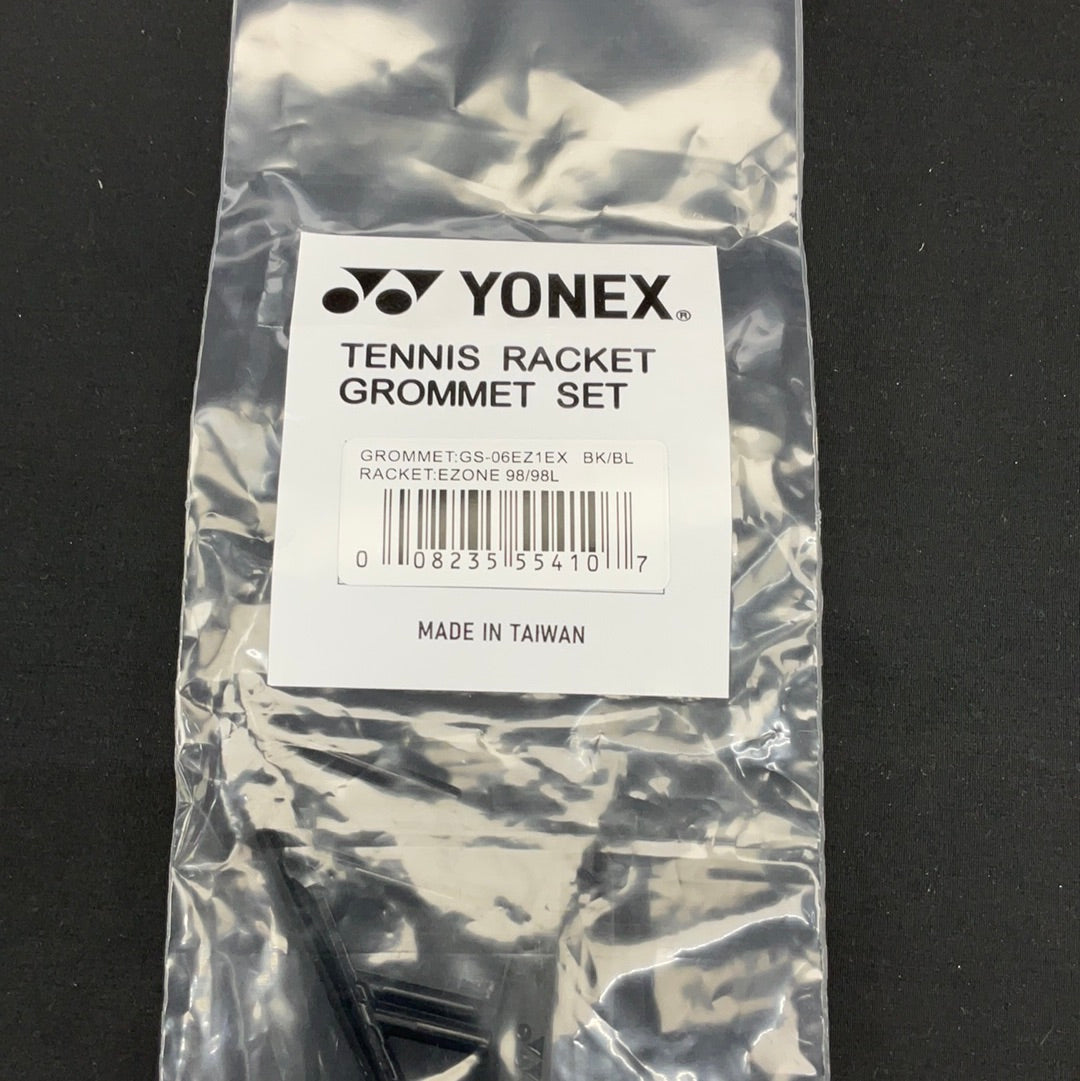 YONEX®
TENNIS RACKET
GROMMET SET
GROMMET:GS-06EZ1EX BK/BL
RACKET:EZONE 98/98L
0 08235 55410 7
MADE IN TAIWAN